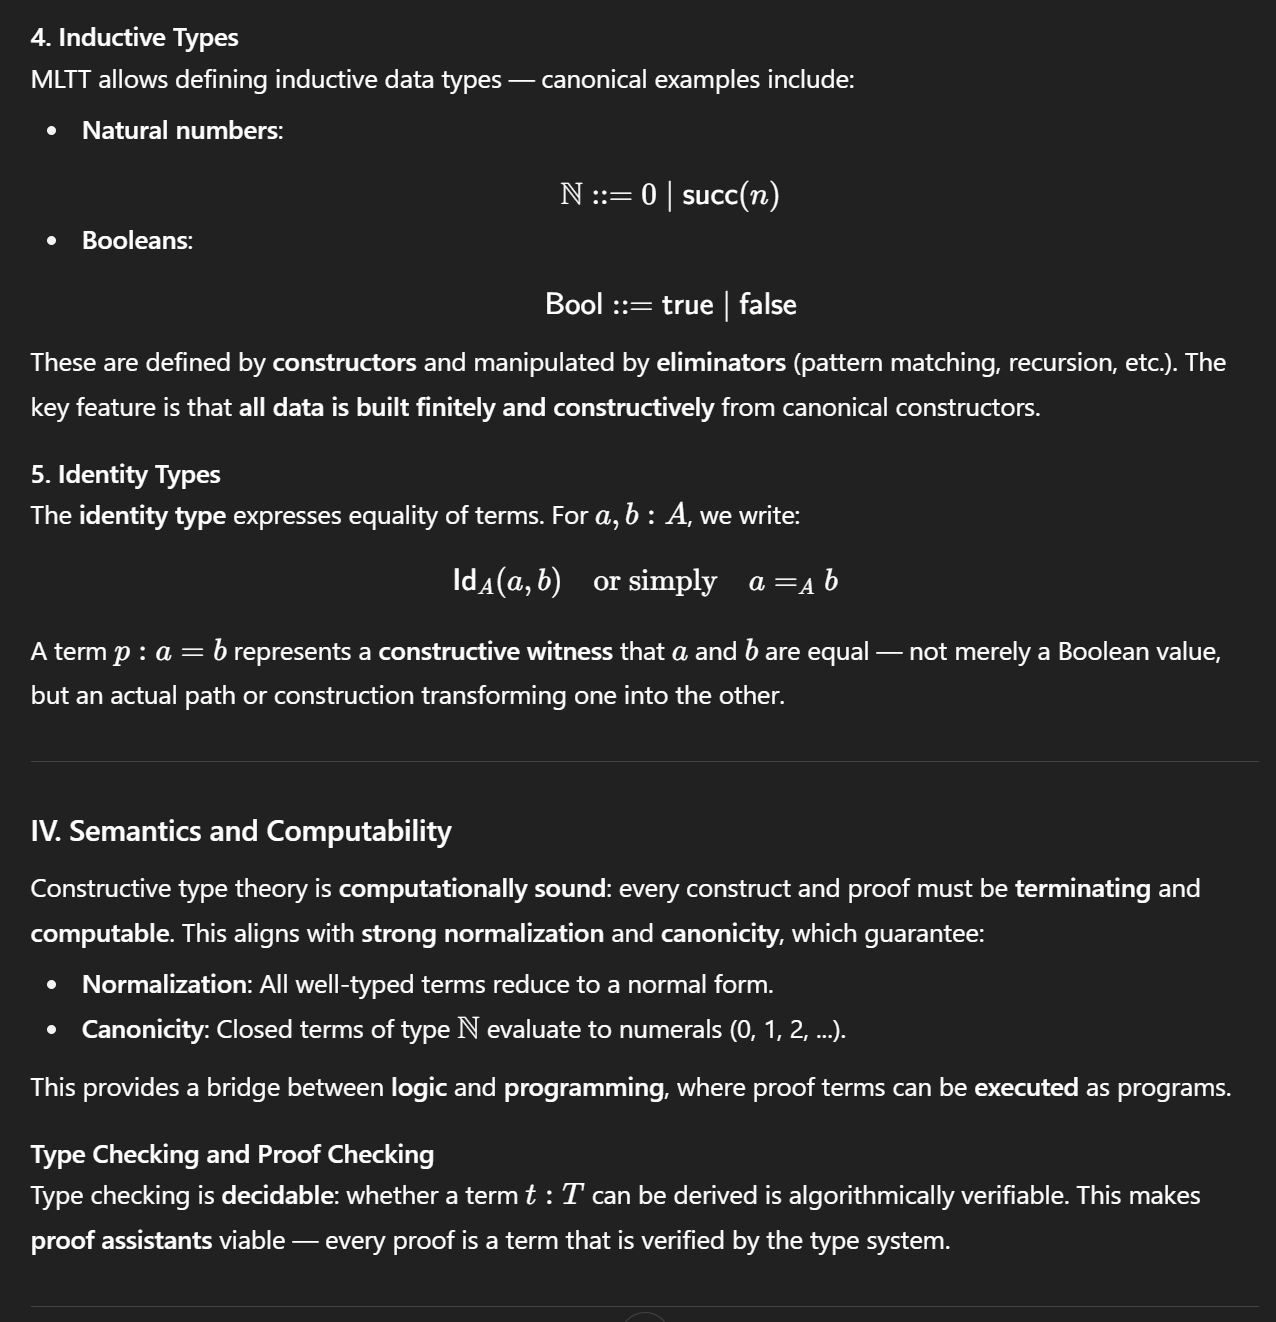 4. Inductive Types
MLTT allows defining inductive data types — canonical examples include:
• Natural numbers:
ℕ ::= 0 | succ(n)
• Booleans:
Bool ::= true | false
These are defined by constructors and manipulated by eliminators (pattern matching, recursion, etc.). The
key feature is that all data is built finitely and constructively from canonical constructors.
5. Identity Types
The identity type expresses equality of terms. For a, b : A, we write:
Id_A(a, b) or simply a =_A b
A term p : a = b represents a constructive witness that a and b are equal — not merely a Boolean value,
but an actual path or construction transforming one into the other.
IV. Semantics and Computability
Constructive type theory is computationally sound: every construct and proof must be terminating and
computable. This aligns with strong normalization and canonicity, which guarantee:
• Normalization: All well-typed terms reduce to a normal form.
• Canonicity: Closed terms of type ℕ evaluate to numerals (0, 1, 2, ...).
This provides a bridge between logic and programming, where proof terms can be executed as programs.
Type Checking and Proof Checking
Type checking is decidable: whether a term t : T can be derived is algorithmically verifiable. This makes
proof assistants viable — every proof is a term that is verified by the type system.